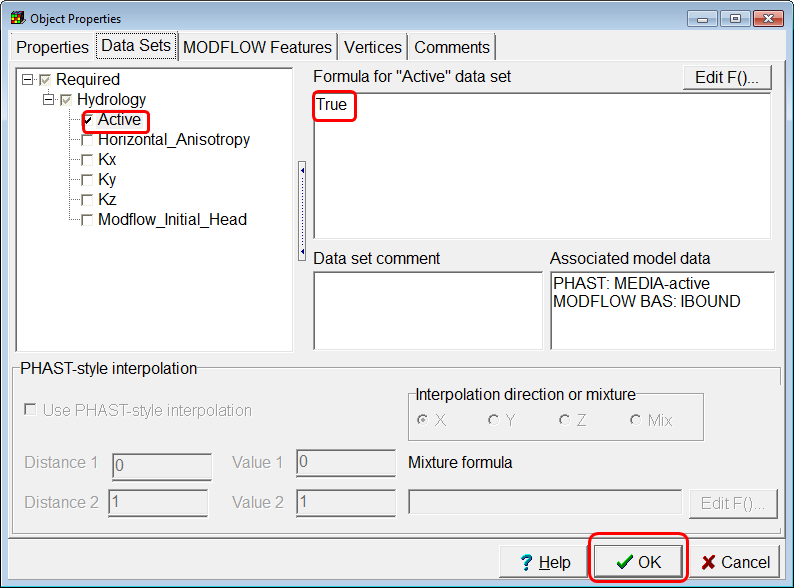 Object Properties
Properties Data Sets MODFLOW Features Vertices Comments
Required
Hydrology
Active
Horizontal_Anisotropy
Kx
Ky
Kz
Modflow_Initial_Head
Formula for "Active" data set
Edit F()...
True
Data set comment
Associated model data
PHAST: MEDIA-active
MODFLOW BAS: IBOUND
PHAST-style interpolation
Use PHAST-style interpolation
Interpolation direction or mixture
X Y Z Mix
Distance 1 0 Value 1 0 Mixture formula
Distance 2 1 Value 2 1 Edit F()...
? Help OK Cancel